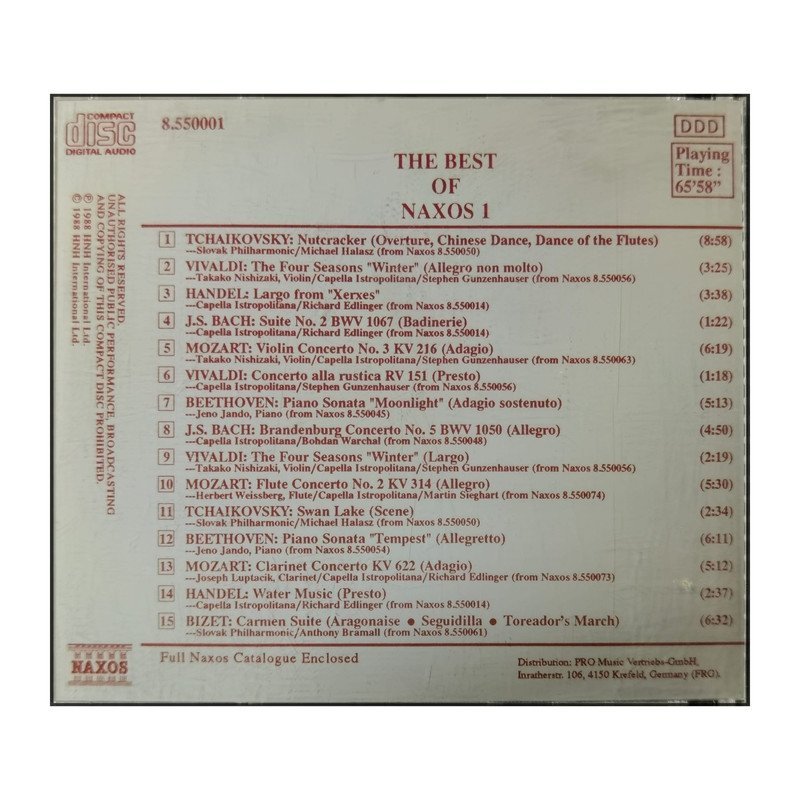 COMPACT
disc
DIGITAL AUDIO
8.550001
DDD
Playing
Time :
65'58"
THE BEST
OF
NAXOS 1
1 TCHAIKOVSKY: Nutcracker (Overture, Chinese Dance, Dance of the Flutes) (8:58)
---Slovak Philharmonic/Michael Halasz (from Naxos 8.550050)
2 VIVALDI: The Four Seasons "Winter" (Allegro non molto) (3:25)
---Takako Nishizaki, Violin/Capella Istropolitana/Stephen Gunzenhauser (from Naxos 8.550056)
3 HANDEL: Largo from "Xerxes" (3:38)
---Capella Istropolitana/Richard Edlinger (from Naxos 8.550014)
4 J.S. BACH: Suite No. 2 BWV 1067 (Badinerie) (1:22)
---Capella Istropolitana/Richard Edlinger (from Naxos 8.550014)
5 MOZART: Violin Concerto No. 3 KV 216 (Adagio) (6:19)
---Takako Nishizaki, Violin/Capella Istropolitana/Stephen Gunzenhauser (from Naxos 8.550063)
6 VIVALDI: Concerto alla rustica RV 151 (Presto) (1:18)
---Capella Istropolitana/Stephen Gunzenhauser (from Naxos 8.550056)
7 BEETHOVEN: Piano Sonata "Moonlight" (Adagio sostenuto) (5:13)
---Jeno Jando, Piano (from Naxos 8.550045)
8 J.S. BACH: Brandenburg Concerto No. 5 BWV 1050 (Allegro) (4:50)
---Capella Istropolitana/Bohdan Warchal (from Naxos 8.550048)
9 VIVALDI: The Four Seasons "Winter" (Largo) (2:19)
---Takako Nishizaki, Violin/Capella Istropolitana/Stephen Gunzenhauser (from Naxos 8.550056)
10 MOZART: Flute Concerto No. 2 KV 314 (Allegro) (5:30)
---Herbert Weissberg, Flute/Capella Istropolitana/Martin Sieghart (from Naxos 8.550074)
11 TCHAIKOVSKY: Swan Lake (Scene) (2:34)
---Slovak Philharmonic/Michael Halasz (from Naxos 8.550050)
12 BEETHOVEN: Piano Sonata "Tempest" (Allegretto) (6:11)
---Jeno Jando, Piano (from Naxos 8.550054)
13 MOZART: Clarinet Concerto KV 622 (Adagio) (5:12)
---Joseph Luptacik, Clarinet/Capella Istropolitana/Richard Edlinger (from Naxos 8.550073)
14 HANDEL: Water Music (Presto) (2:37)
---Capella Istropolitana/Richard Edlinger (from Naxos 8.550014)
15 BIZET: Carmen Suite (Aragonaise • Seguidilla • Toreador's March) (6:32)
---Slovak Philharmonic/Anthony Bramall (from Naxos 8.550061)
ALL RIGHTS RESERVED.
UNAUTHORISED PUBLIC PERFORMANCE, BROADCASTING
AND COPYING OF THIS COMPACT DISC PROHIBITED.
℗ 1988 HNH International Ltd.
© 1988 HNH International Ltd.
NAXOS
Full Naxos Catalogue Enclosed
Distribution: PRO Music Vertriebs-GmbH,
Inratherstr. 106, 4150 Krefeld, Germany (FRG).